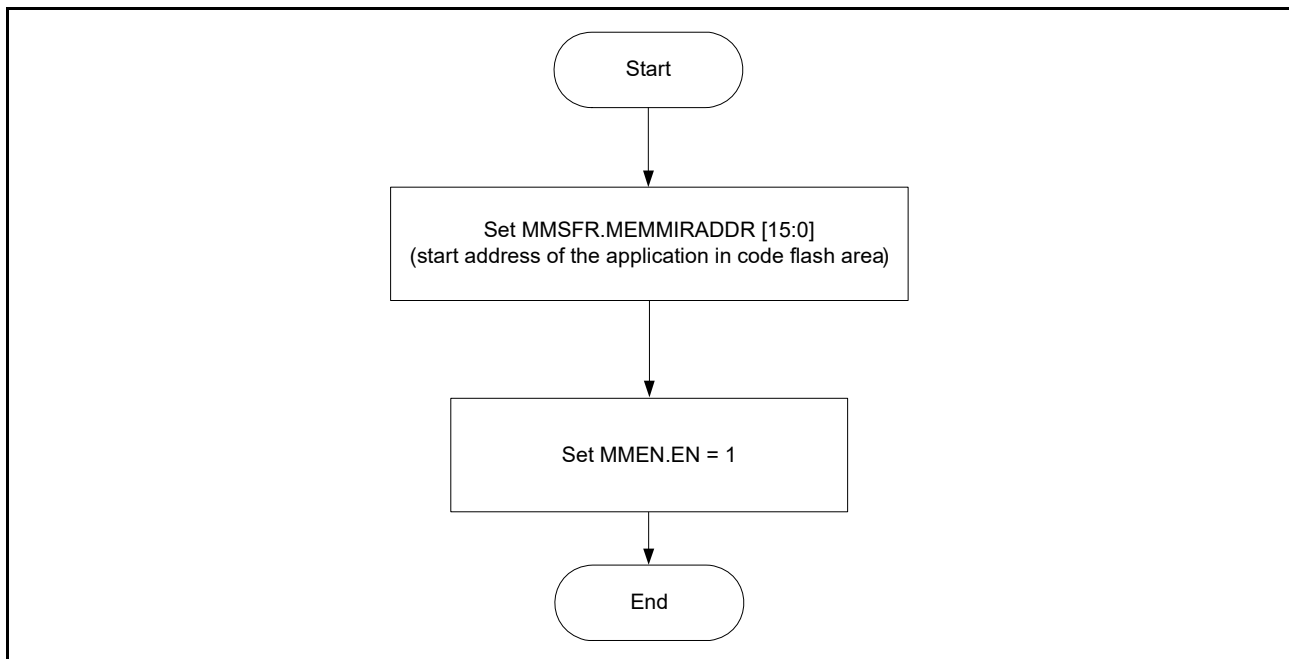 Start
Set MMSFR.MEMMIRADDR [15:0]
(start address of the application in code flash area)
Set MMEN.EN = 1
End